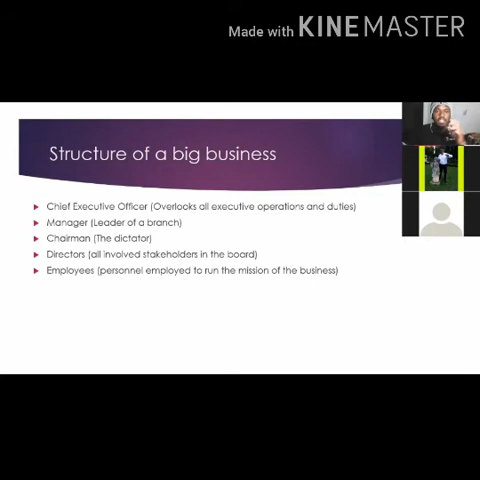 Made with KINEMASTER
Structure of a big business
Chief Executive Officer (Overlooks all executive operations and duties)
Manager (Leader of a branch)
Chairman (The dictator)
Directors (all involved stakeholders in the board)
Employees (personnel employed to run the mission of the business)